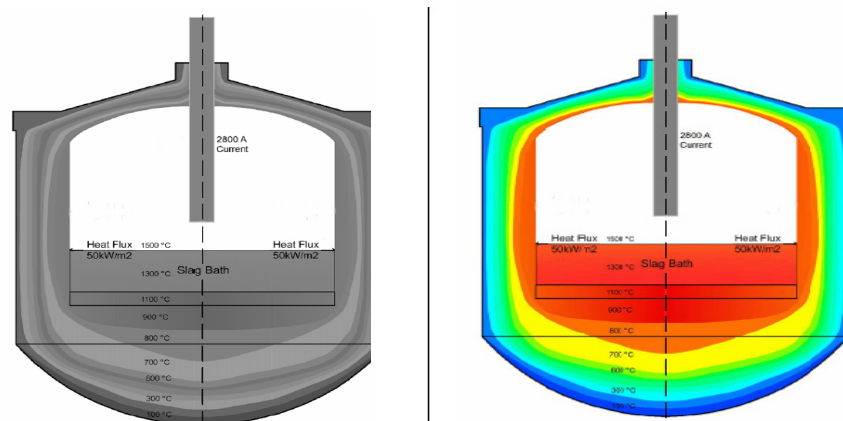 2800 A
Current
Heat Flux
50kW/m2
1500 °C
Heat Flux
50kW/m2
Slag Bath
1300 °C
1100 °C
900 °C
800 °C
700 °C
500 °C
300 °C
100 °C
2800 A
Current
Heat Flux
50kW/m2
1500 °C
Heat Flux
50kW/m2
Slag Bath
1300 °C
1100 °C
900 °C
800 °C
700 °C
300 °C